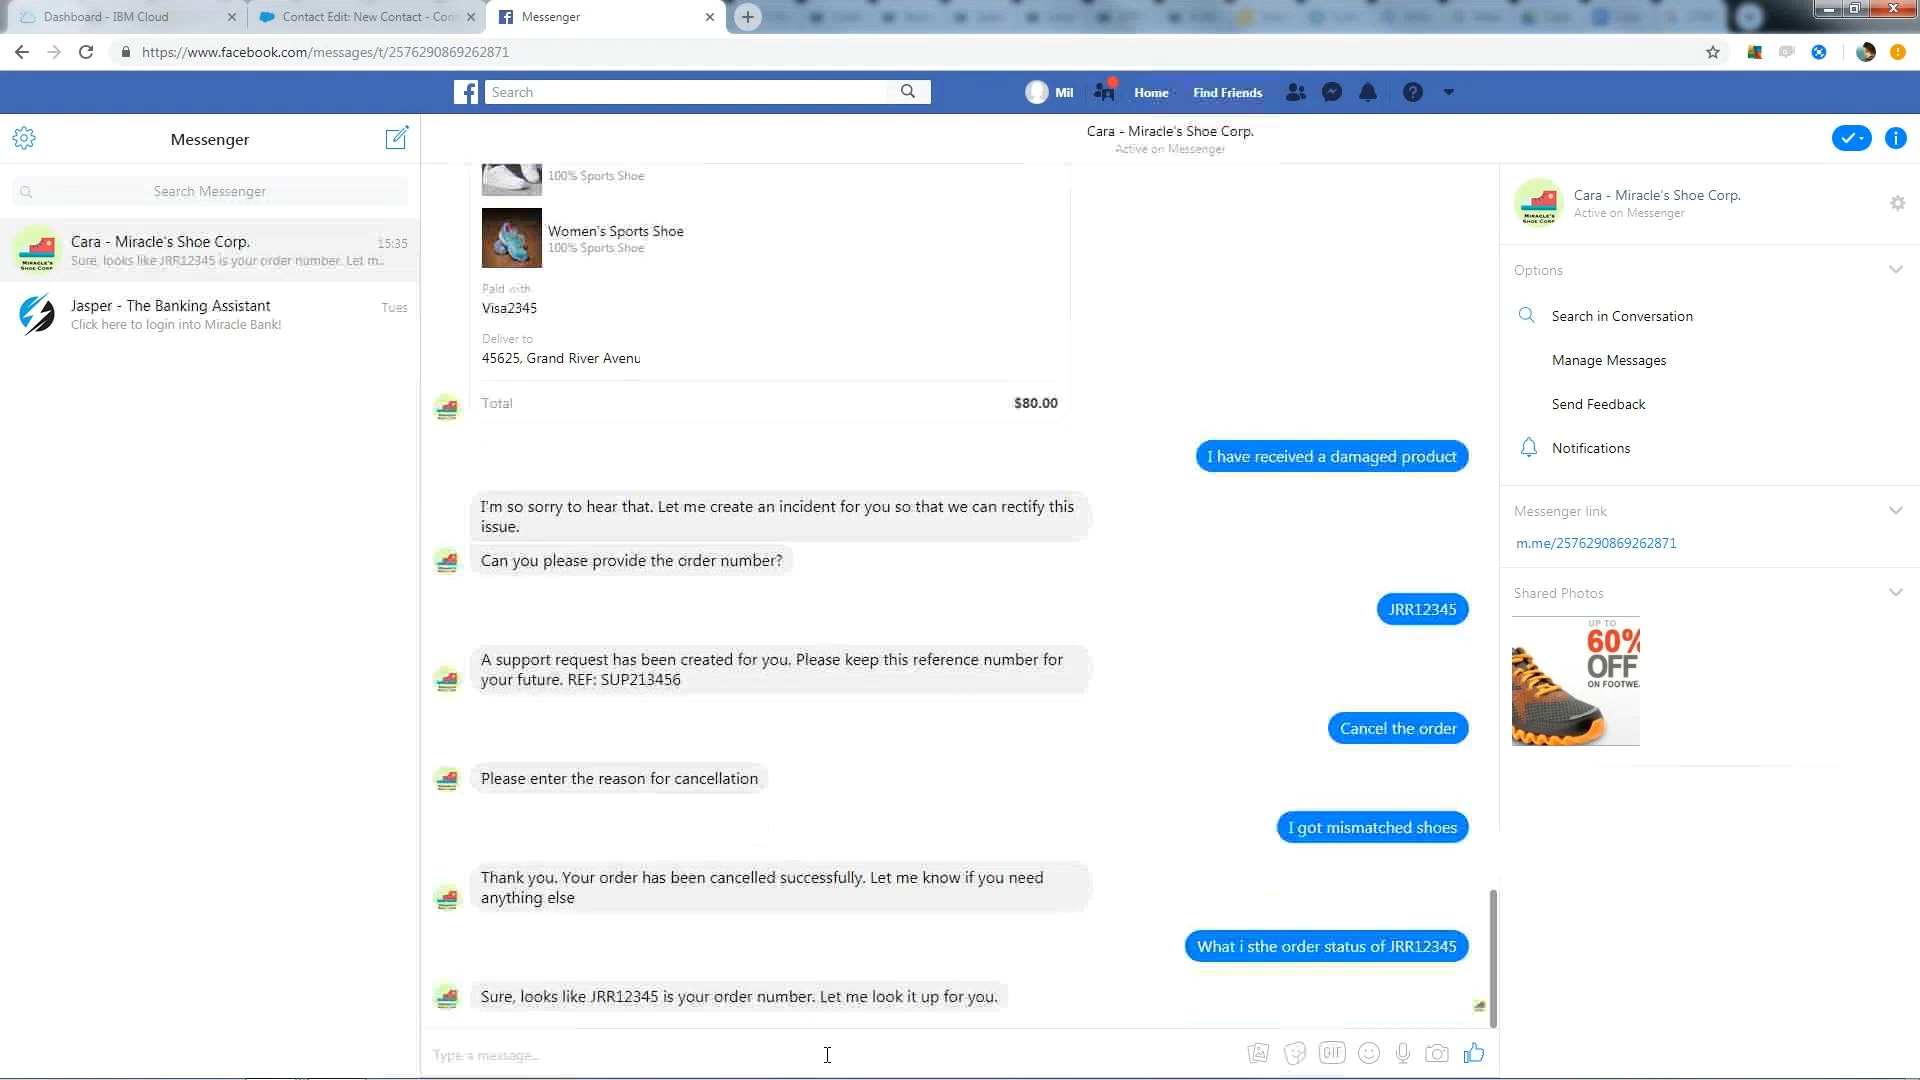 Dashboard - IBM Cloud
Contact Edit: New Contact - Con
Messenger
https://www.facebook.com/messages/t/2576290869262871
Search
Mil
Home
Find Friends
Messenger
Cara - Miracle's Shoe Corp.
Active on Messenger
Search Messenger
Cara - Miracle's Shoe Corp.
15:35
Sure, looks like JRR12345 is your order number. Let m...
Jasper - The Banking Assistant
Tues
Click here to login into Miracle Bank!
100% Sports Shoe
Women's Sports Shoe
100% Sports Shoe
Paid with
Visa2345
Deliver to
45625, Grand River Avenu
Total
$80.00
I have received a damaged product
I'm so sorry to hear that. Let me create an incident for you so that we can rectify this
issue.
Can you please provide the order number?
JRR12345
A support request has been created for you. Please keep this reference number for
your future. REF: SUP213456
Cancel the order
Please enter the reason for cancellation
I got mismatched shoes
Thank you. Your order has been cancelled successfully. Let me know if you need
anything else
What i sthe order status of JRR12345
Sure, looks like JRR12345 is your order number. Let me look it up for you.
Type a message...
GIF
MIRACLE'S
SHOE CORP
Cara - Miracle's Shoe Corp.
Active on Messenger
Options
Search in Conversation
Manage Messages
Send Feedback
Notifications
Messenger link
m.me/2576290869262871
Shared Photos
UP TO
60%
OFF
ON FOOTWE